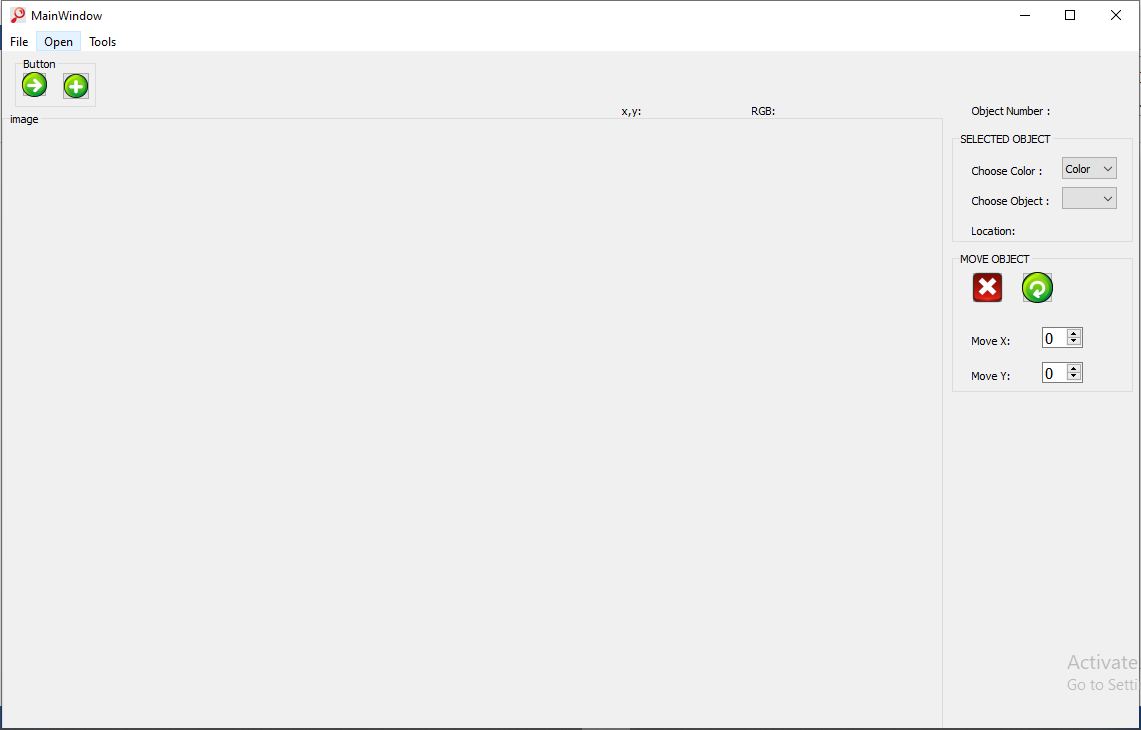 MainWindow
File Open Tools
Button
x,y: RGB: Object Number :
image
SELECTED OBJECT
Choose Color : Color
Choose Object :
Location:
MOVE OBJECT
Move X: 0
Move Y: 0
Activate
Go to Setti